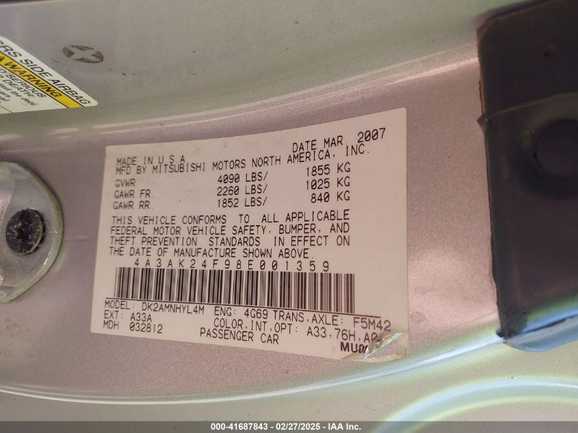 ERS SIDE AIRBAG
WARNING
DATE MAR 2007
MADE IN U.S.A
MFD BY MITSUBISHI MOTORS NORTH AMERICA, INC.
GVWR 4090 LBS/ 1855 KG
GAWR FR 2260 LBS/ 1025 KG
GAWR RR 1852 LBS/ 840 KG
THIS VEHICLE CONFORMS TO ALL APPLICABLE
FEDERAL MOTOR VEHICLE SAFETY, BUMPER, AND
THEFT PREVENTION STANDARDS IN EFFECT ON
THE DATE OF MANUFACTURE SHOWN ABOVE.
4A3AK24F98E001359
MODEL: DK2AMNHYL4M ENG: 4G69 TRANS.AXLE: F5M42
EXT: A33A COLOR.INT.OPT: A33.76H.A0
MDH 032812 PASSENGER CAR
000-41687843 / 02/27/2025 - IAA Inc.